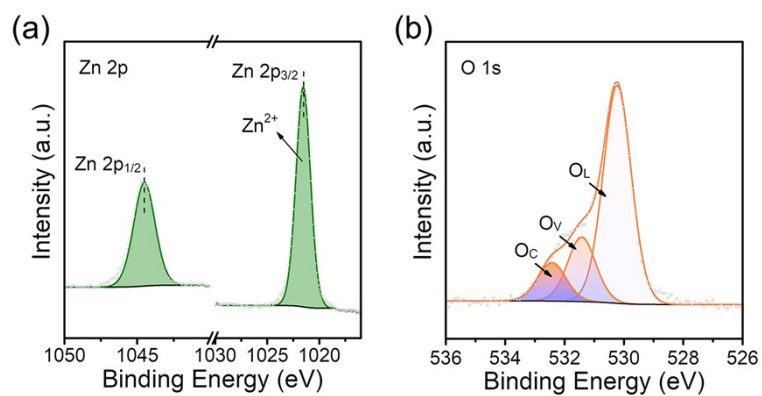 (a)
Zn 2p
Zn 2p3/2
Zn2+
Zn 2p1/2
Intensity (a.u.)
1050 1045 1030 1025 1020
Binding Energy (eV)
(b)
O 1s
OL
OV
OC
Intensity (a.u.)
536 534 532 530 528 526
Binding Energy (eV)